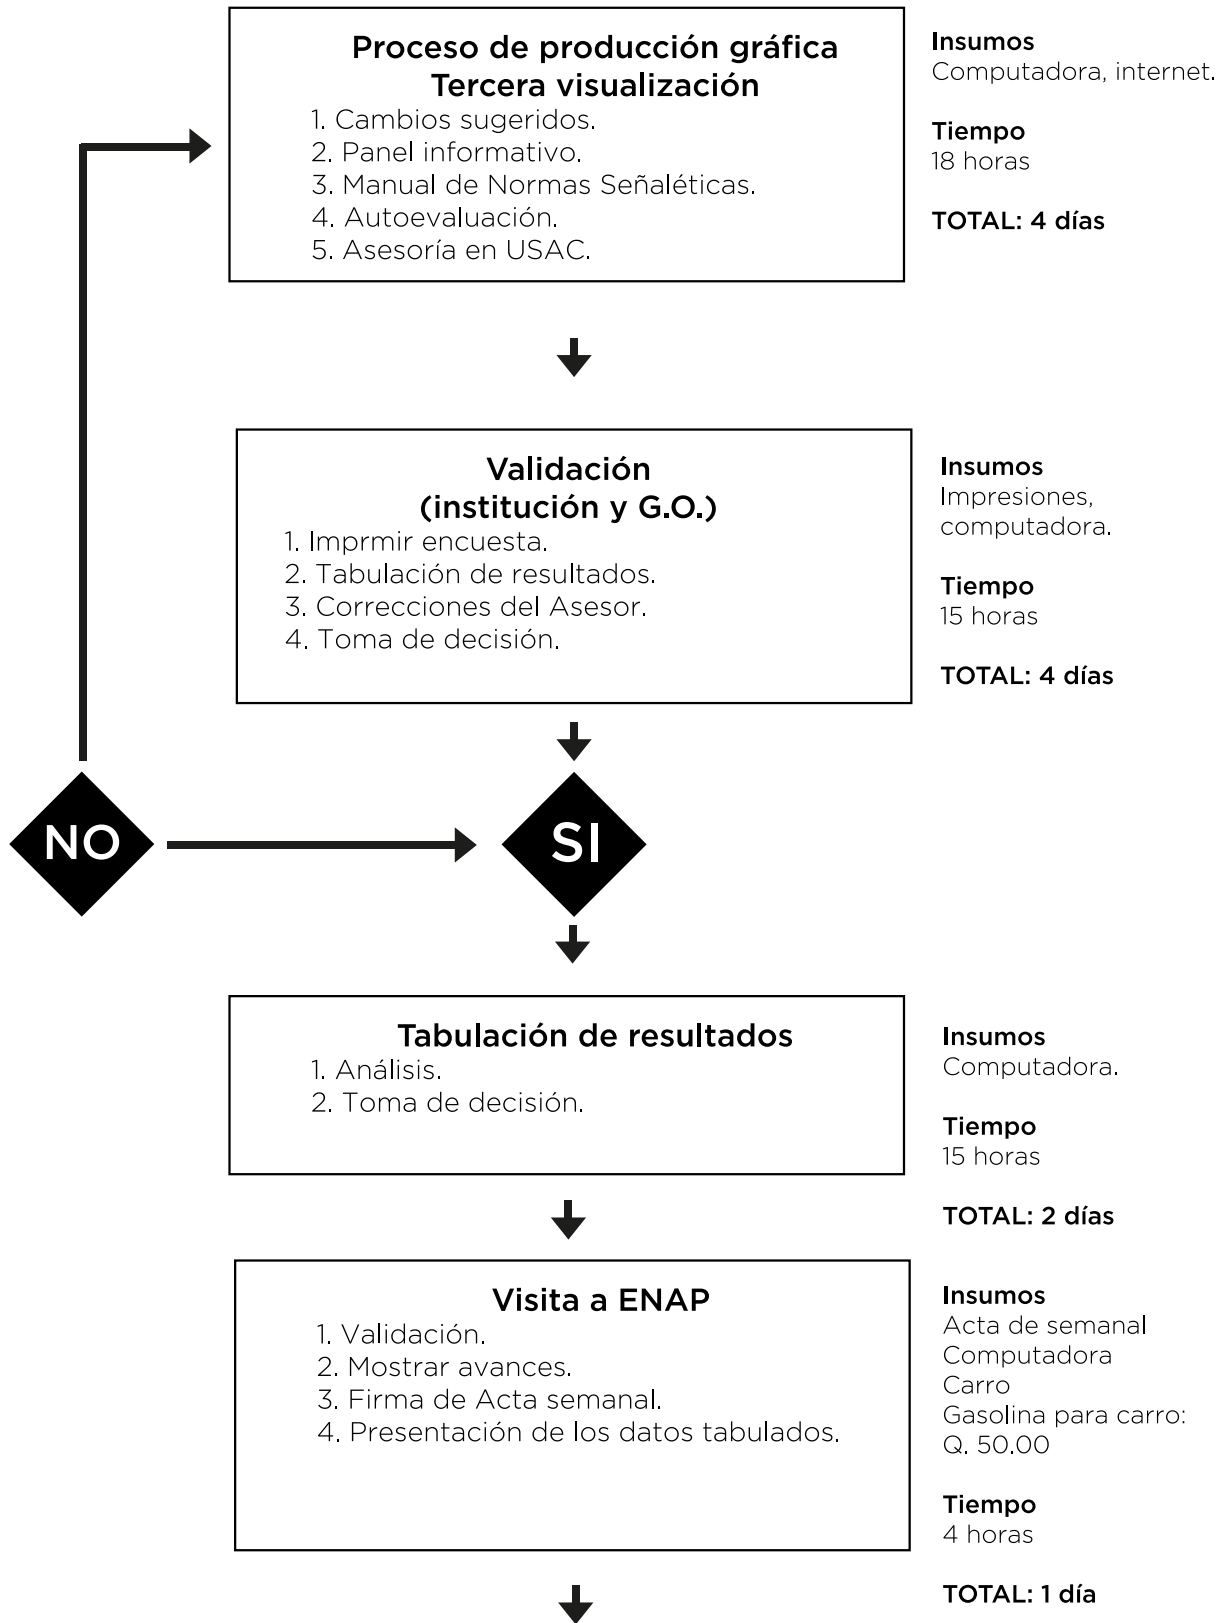 Proceso de producción gráfica
Tercera visualización
1. Cambios sugeridos.
2. Panel informativo.
3. Manual de Normas Señaléticas.
4. Autoevaluación.
5. Asesoría en USAC.
Insumos
Computadora, internet.
Tiempo
18 horas
TOTAL: 4 días
Validación
(institución y G.O.)
1. Imprmir encuesta.
2. Tabulación de resultados.
3. Correcciones del Asesor.
4. Toma de decisión.
Insumos
Impresiones,
computadora.
Tiempo
15 horas
TOTAL: 4 días
NO
SI
Tabulación de resultados
1. Análisis.
2. Toma de decisión.
Insumos
Computadora.
Tiempo
15 horas
TOTAL: 2 días
Visita a ENAP
1. Validación.
2. Mostrar avances.
3. Firma de Acta semanal.
4. Presentación de los datos tabulados.
Insumos
Acta de semanal
Computadora
Carro
Gasolina para carro:
Q. 50.00
Tiempo
4 horas
TOTAL: 1 día